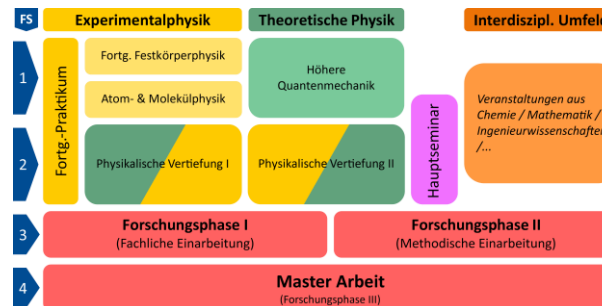 FS
Experimentalphysik
Theoretische Physik
Interdiszpl. Umfeld
1
Fortg.-Praktikum
Fortg. Festkörperphysik
Atom- & Molekülphysik
Höhere
Quantenmechanik
2
Physikalische Vertiefung I
Physikalische Vertiefung II
Hauptseminar
Veranstaltungen aus
Chemie / Mathematik /
Ingenieurwissenschaften
/...
3
Forschungsphase I
(Fachliche Einarbeitung)
Forschungsphase II
(Methodische Einarbeitung)
4
Master Arbeit
(Forschungsphase III)